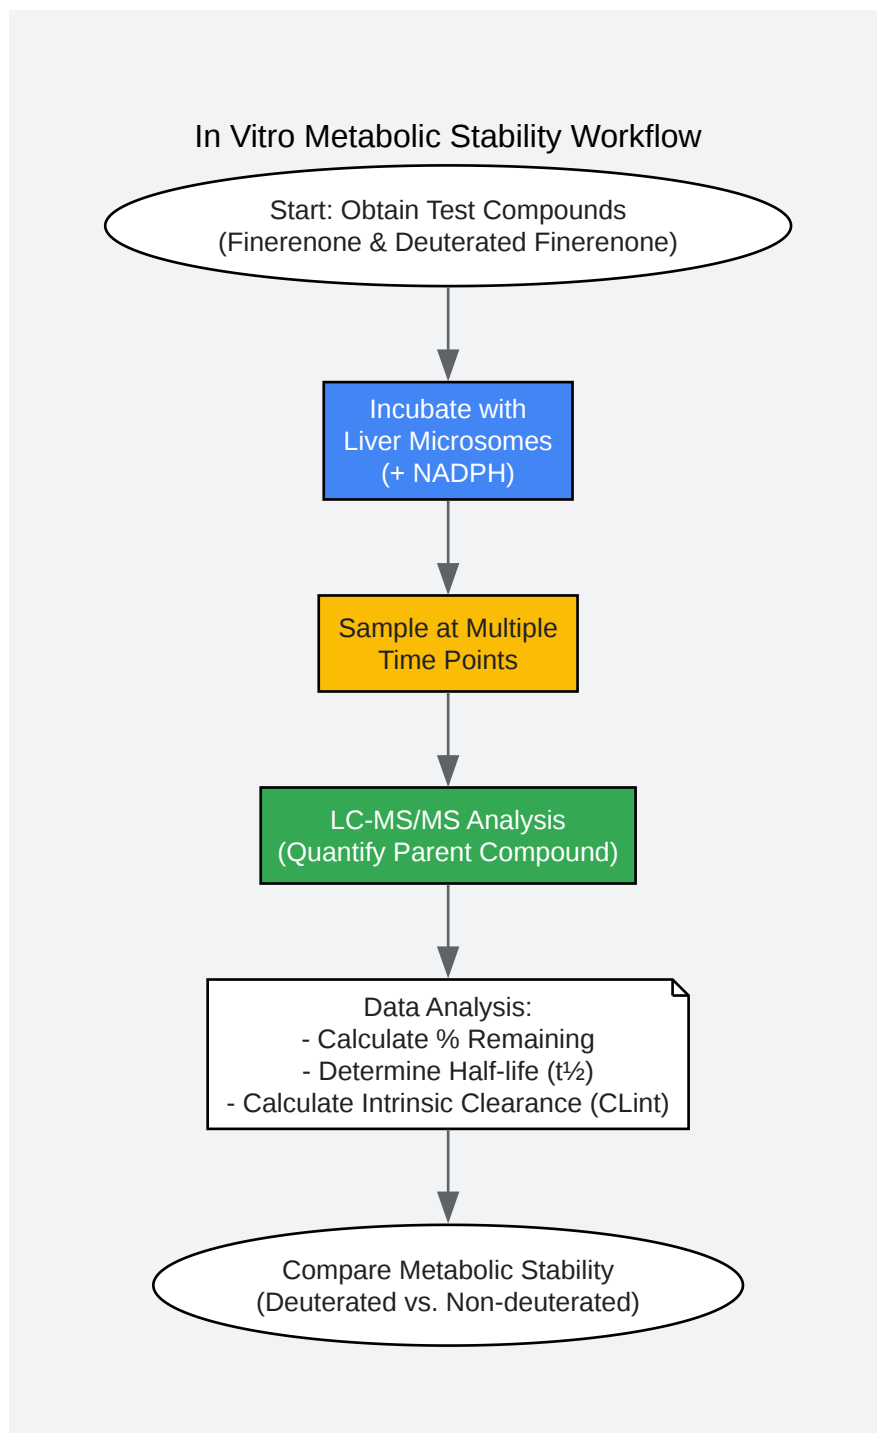 In Vitro Metabolic Stability Workflow
Start: Obtain Test Compounds
(Finerenone & Deuterated Finerenone)
Incubate with
Liver Microsomes
(+ NADPH)
Sample at Multiple
Time Points
LC-MS/MS Analysis
(Quantify Parent Compound)
Data Analysis:
- Calculate % Remaining
- Determine Half-life (t½)
- Calculate Intrinsic Clearance (CLint)
Compare Metabolic Stability
(Deuterated vs. Non-deuterated)